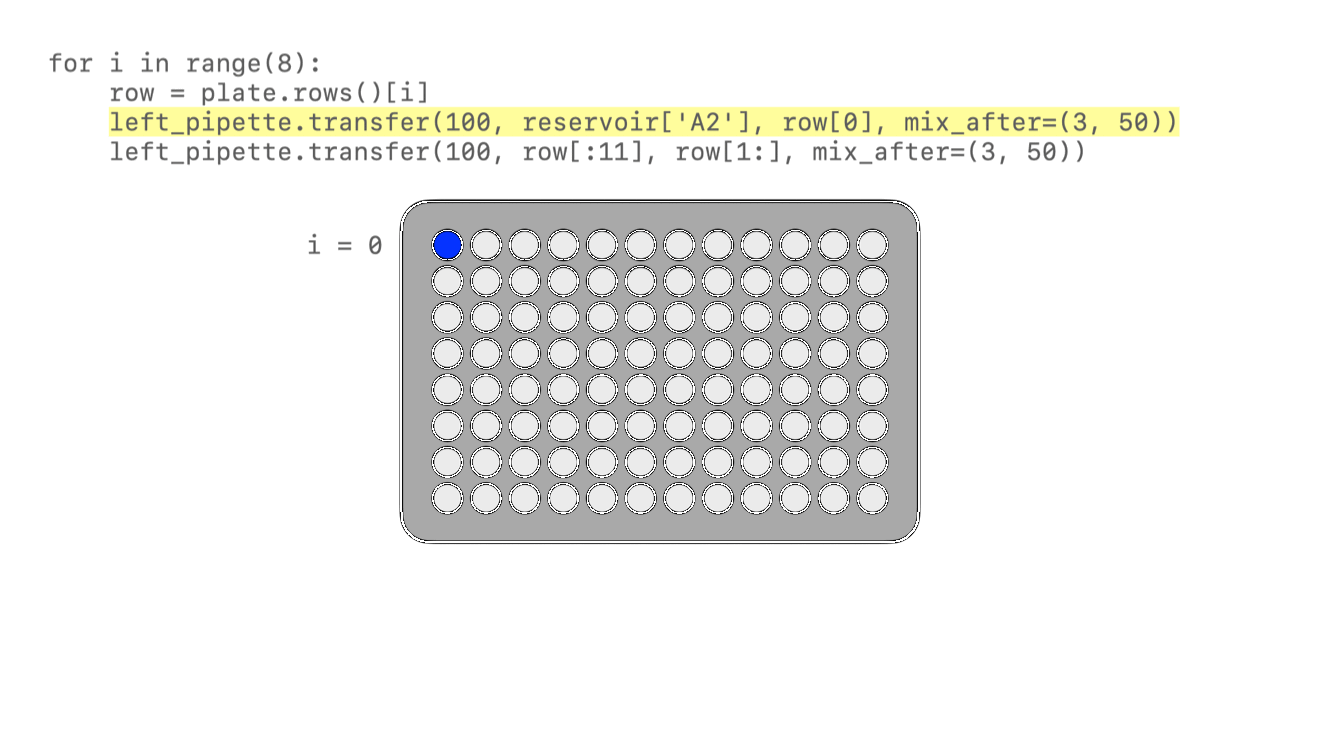 for i in range(8):
    row = plate.rows()[i]
    left_pipette.transfer(100, reservoir['A2'], row[0], mix_after=(3, 50))
    left_pipette.transfer(100, row[:11], row[1:], mix_after=(3, 50))
i = 0